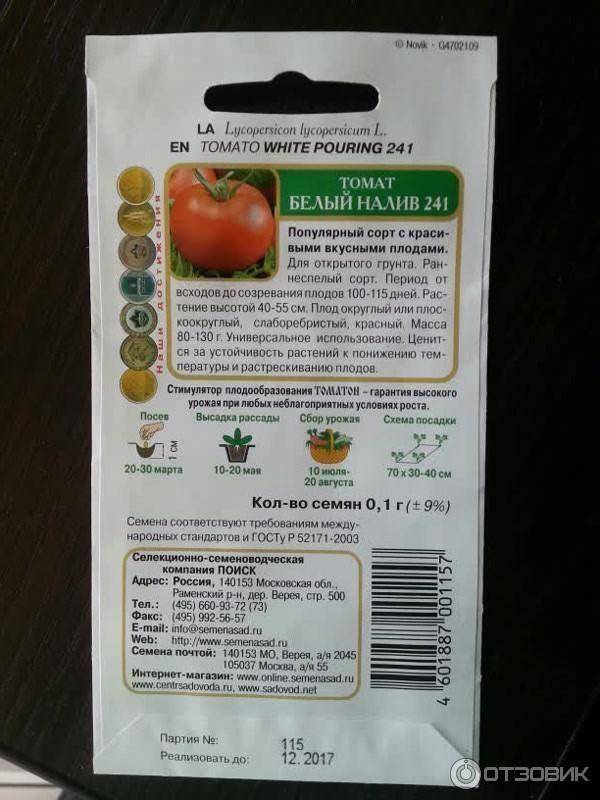 © Novik · G4702109
LA Lycopersicon lycopersicum L.
EN TOMATO WHITE POURING 241
Наши достижения
ТОМАТ
БЕЛЫЙ НАЛИВ 241
Популярный сорт с краси-
выми вкусными плодами.
Для открытого грунта. Ран-
неспелый сорт. Период от
всходов до созревания плодов 100-115 дней. Рас-
тение высотой 40-55 см. Плод округлый или плос-
коокруглый, слаборебристый, красный. Масса
80-130 г. Универсальное использование. Ценит-
ся за устойчивость растений к понижению тем-
пературы и растрескиванию плодов.
Стимулятор плодообразования ТОМАТОН – гарантия высокого
урожая при любых неблагоприятных условиях роста.
Посев Высадка рассады Сбор урожая Схема посадки
1 см
20-30 марта 10-20 мая 10 июля- 70 х 30-40 см
20 августа
Кол-во семян 0,1 г (± 9%)
Семена соответствуют требованиям между-
народных стандартов и ГОСТу Р 52171-2003
Селекционно-семеноводческая
компания ПОИСК
Адрес: Россия, 140153 Московская обл.,
Раменский р-н, дер. Верея, стр. 500
Тел.: (495) 660-93-72 (73)
Факс: (495) 992-56-57
E-mail: info@semenasad.ru
Web: http://www.semenasad.ru
Семена почтой: 140153 МО, Верея, а/я 2045
105037 Москва, а/я 55
Интернет-магазин: www.online.semenasad.ru
www.centrsadovoda.ru, www.sadovod.net
4 601887 001157
Партия №: 115
Реализовать до: 12. 2017
ОТЗОВИК